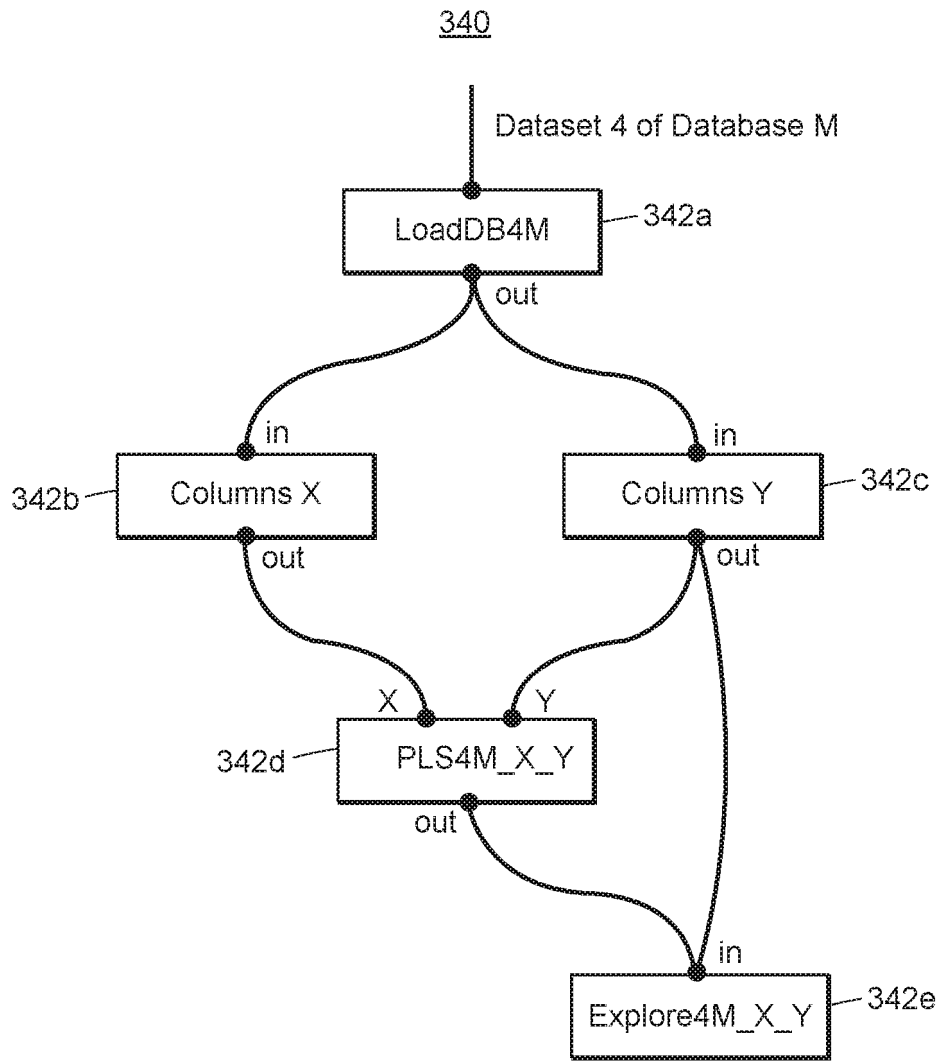 340
Dataset 4 of Database M
LoadDB4M
342a
out
in
in
342b
Columns X
Columns Y
342c
out
out
X
Y
342d
PLS4M_X_Y
out
in
Explore4M_X_Y
342e